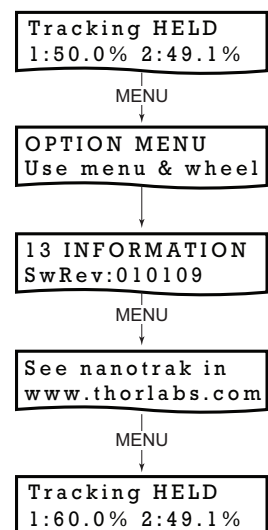 Tracking HELD
1:50.0% 2:49.1%
MENU
OPTION MENU
Use menu & wheel
13 INFORMATION
SwRev:010109
MENU
See nanotrak in
www.thorlabs.com
MENU
Tracking HELD
1:60.0% 2:49.1%